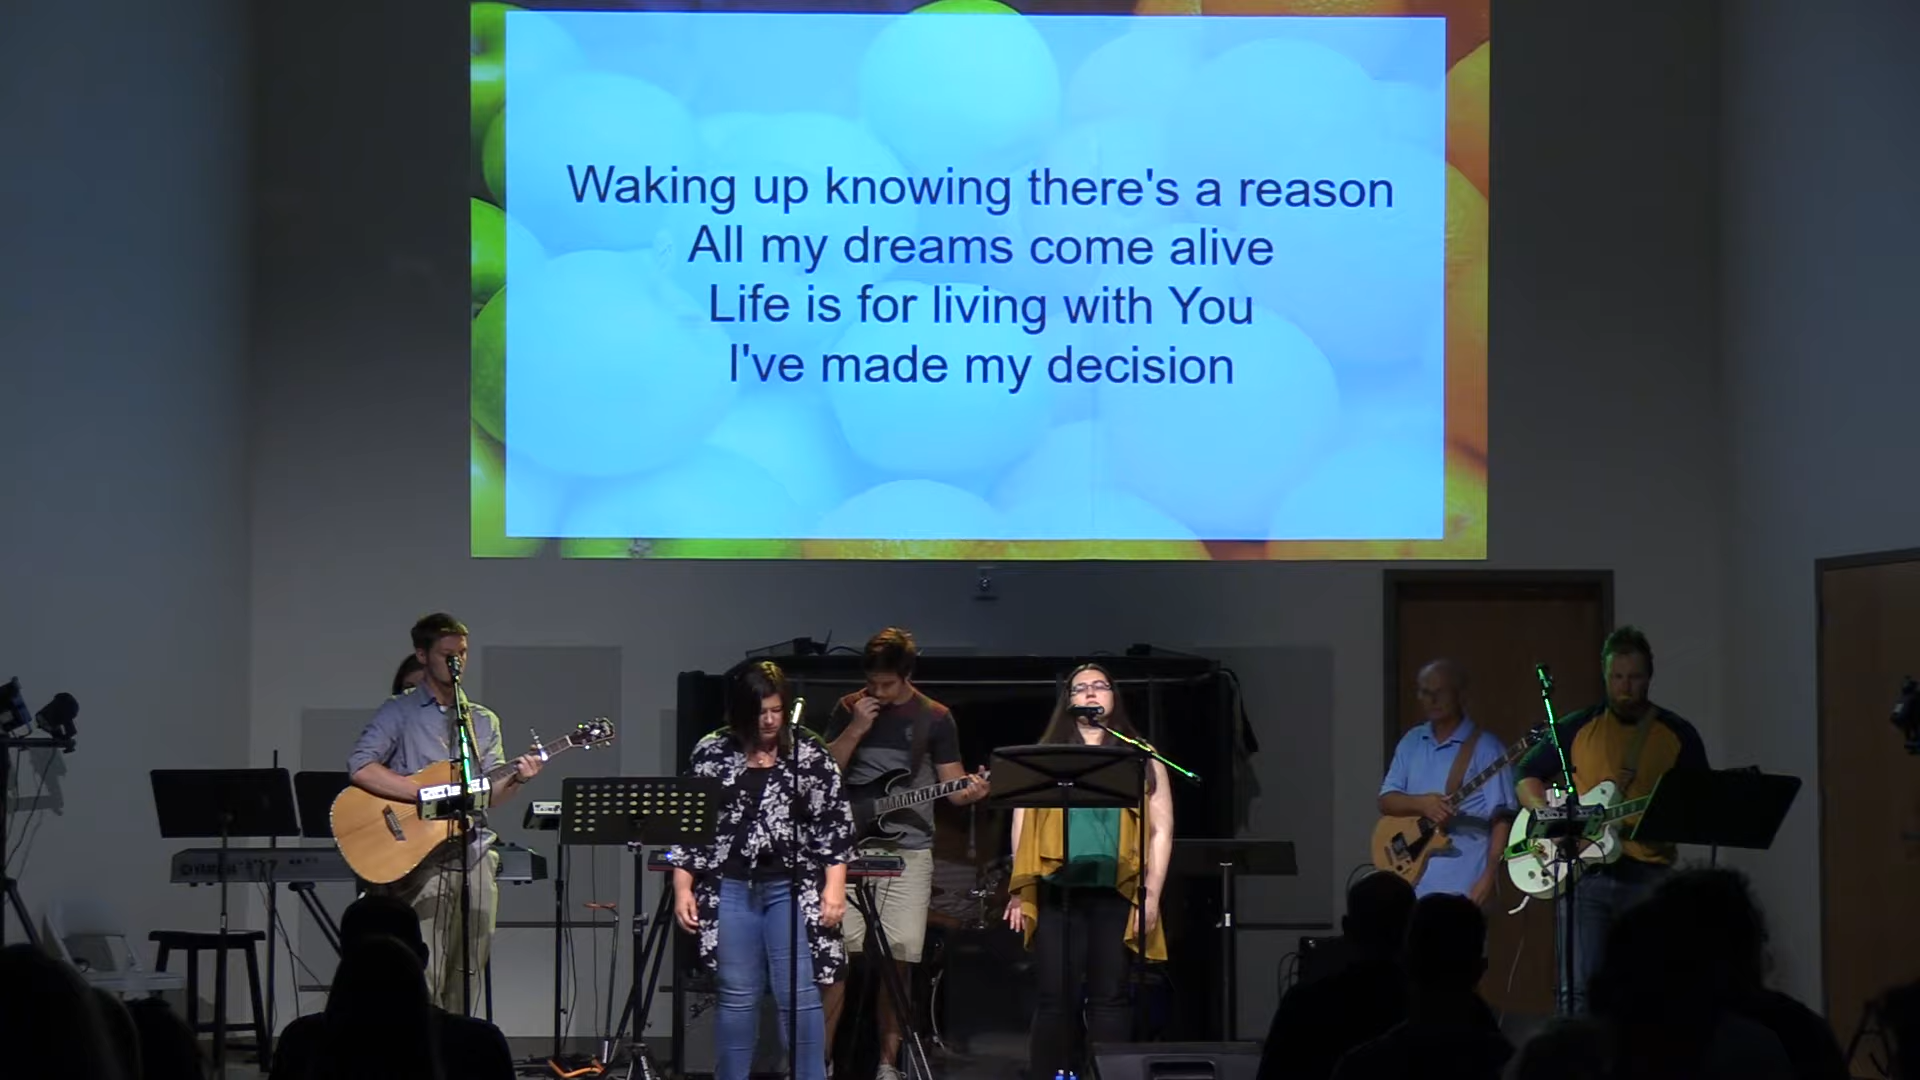 Waking up knowing there's a reason
All my dreams come alive
Life is for living with You
I've made my decision
YAMAHA